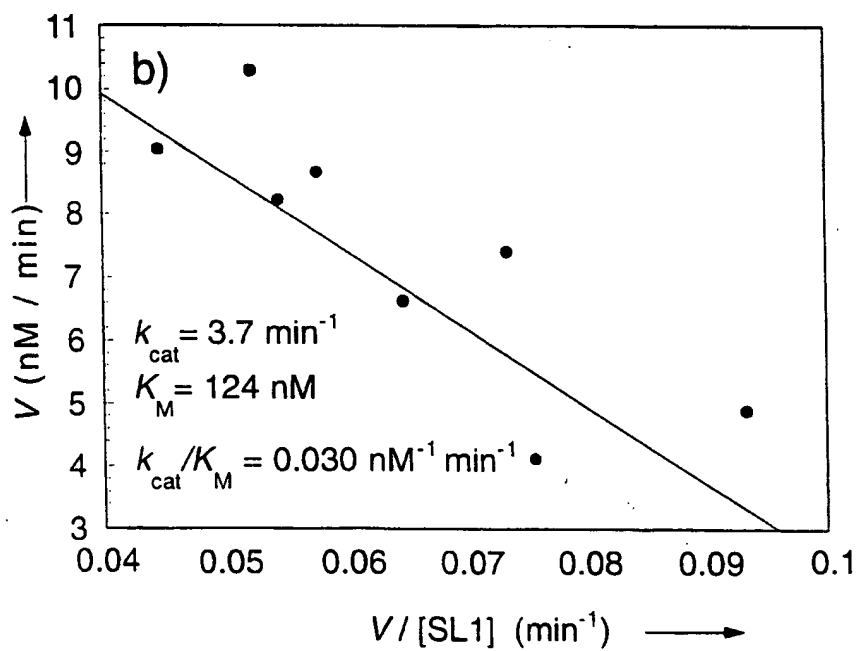 b)
11
10
9
8
7
6
5
4
3
V (nM / min)
k_cat = 3.7 min⁻¹
K_M = 124 nM
k_cat/K_M = 0.030 nM⁻¹ min⁻¹
0.04 0.05 0.06 0.07 0.08 0.09 0.1
V / [SL1] (min⁻¹)